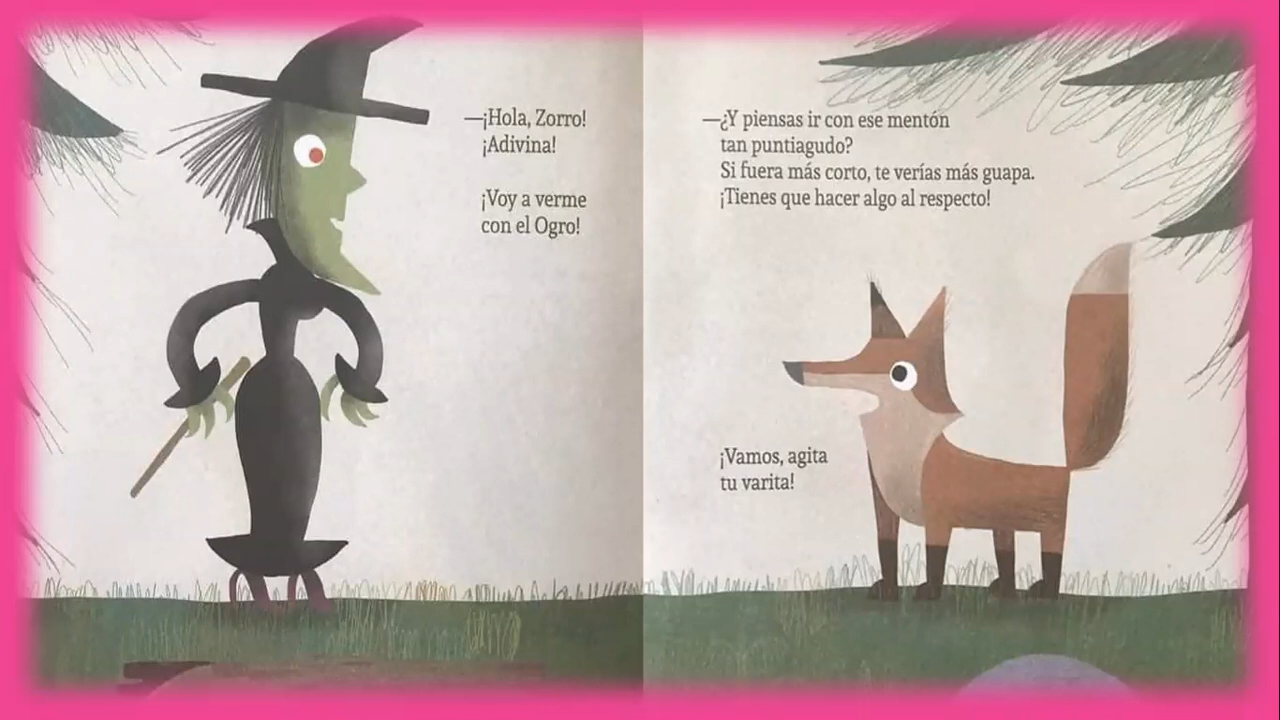 —¡Hola, Zorro!
¡Adivina!
¡Voy a verme
con el Ogro!
—¿Y piensas ir con ese mentón
tan puntiagudo?
Si fuera más corto, te verías más guapa.
¡Tienes que hacer algo al respecto!
¡Vamos, agita
tu varita!